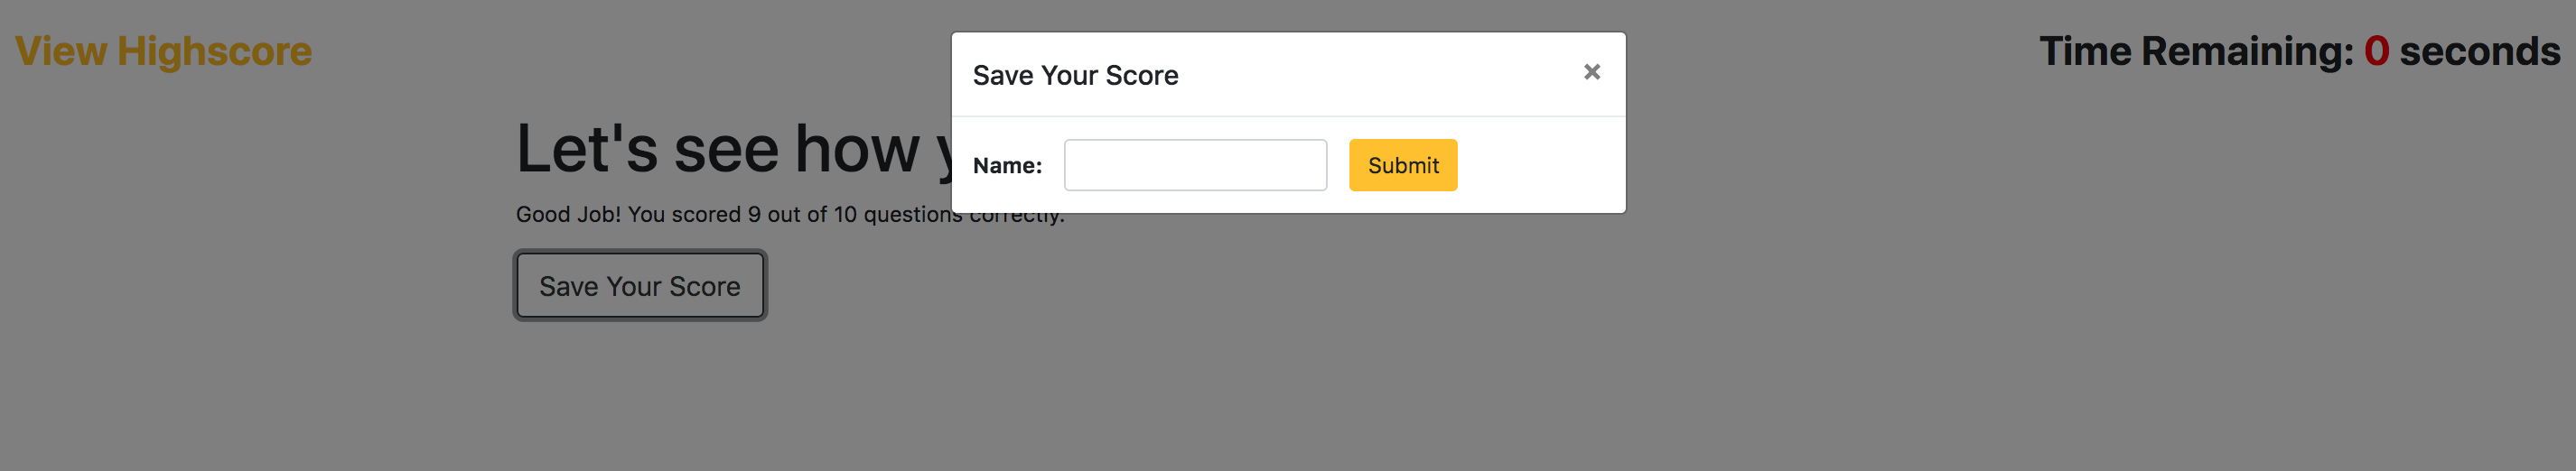 View Highscore
Time Remaining: 0 seconds
Save Your Score
×
Name:
Submit
Let's see how
Good Job! You scored 9 out of 10 questions correctly.
Save Your Score